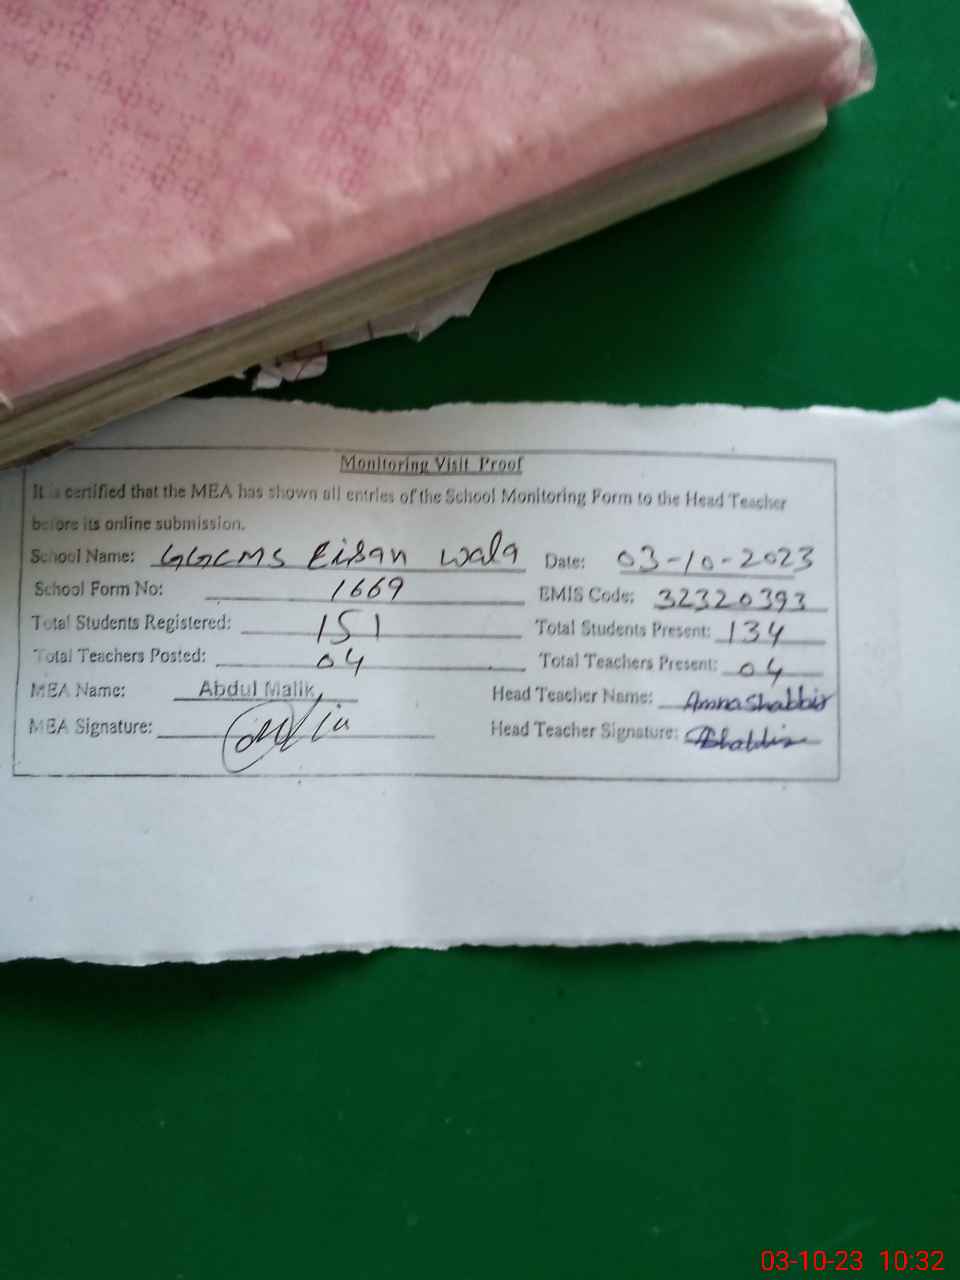 Monitoring Visit Proof
It is certified that the MEA has shown all entries of the School Monitoring Form to the Head Teacher
before its online submission.
School Name: GGCMS Eisan wala Date: 03-10-2023
School Form No: 1669 EMIS Code: 32320393
Total Students Registered: 151 Total Students Present: 134
Total Teachers Posted: 04 Total Teachers Present: 04
MEA Name: Abdul Malik Head Teacher Name: Amna Shabbir
MEA Signature: Head Teacher Signature:
03-10-23 10:32